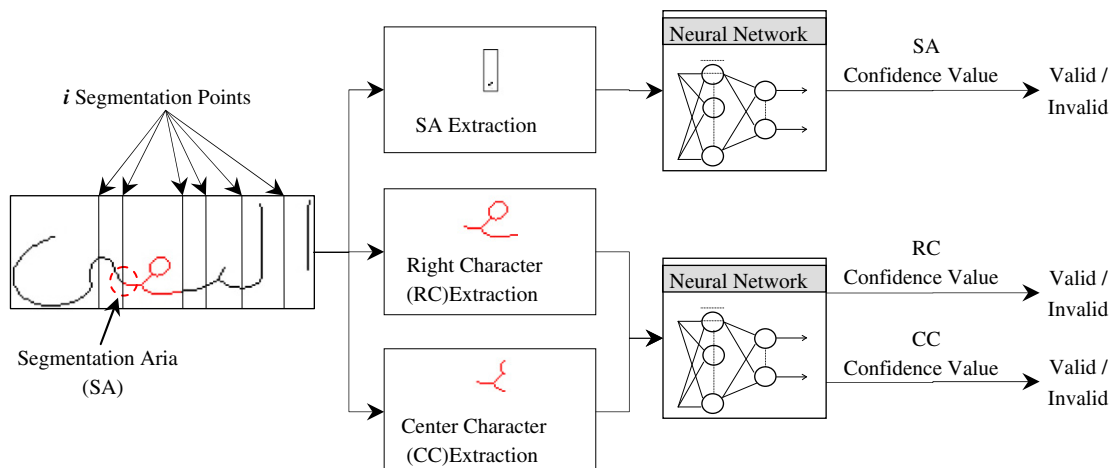 i Segmentation Points
Segmentation Aria
(SA)
SA Extraction
Right Character
(RC)Extraction
Center Character
(CC)Extraction
Neural Network
SA
Confidence Value
Valid /
Invalid
Neural Network
RC
Confidence Value
Valid /
Invalid
CC
Confidence Value
Valid /
Invalid